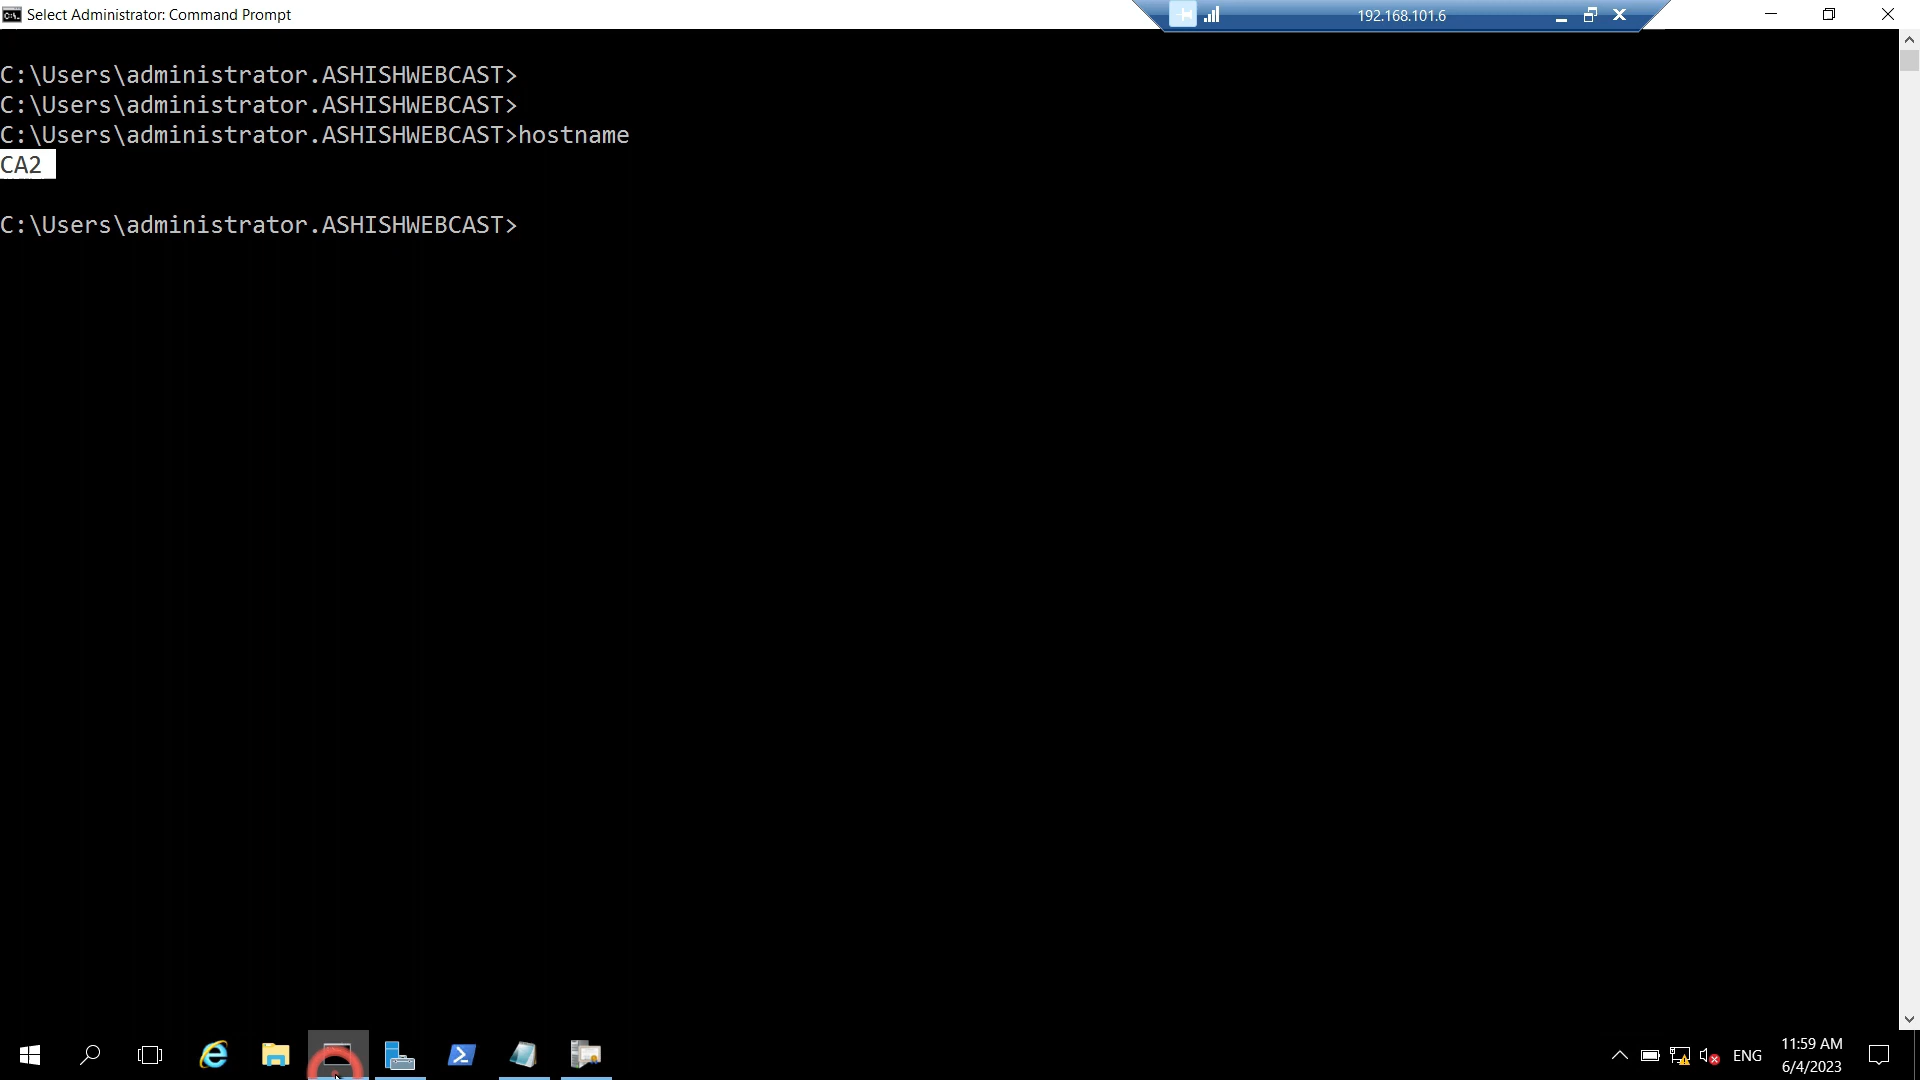 Select Administrator: Command Prompt
192.168.101.6
C:\Users\administrator.ASHISHWEBCAST>
C:\Users\administrator.ASHISHWEBCAST>
C:\Users\administrator.ASHISHWEBCAST>hostname
CA2
C:\Users\administrator.ASHISHWEBCAST>
ENG
11:59 AM
6/4/2023